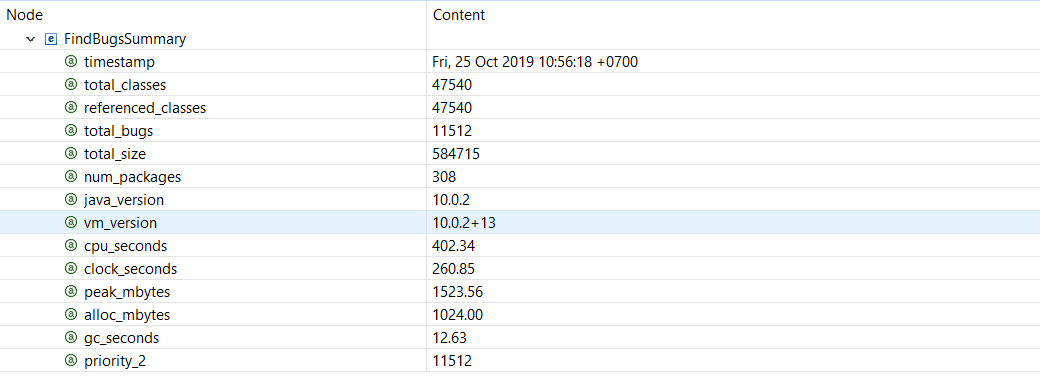 Node Content
FindBugsSummary
timestamp Fri, 25 Oct 2019 10:56:18 +0700
total_classes 47540
referenced_classes 47540
total_bugs 11512
total_size 584715
num_packages 308
java_version 10.0.2
vm_version 10.0.2+13
cpu_seconds 402.34
clock_seconds 260.85
peak_mbytes 1523.56
alloc_mbytes 1024.00
gc_seconds 12.63
priority_2 11512